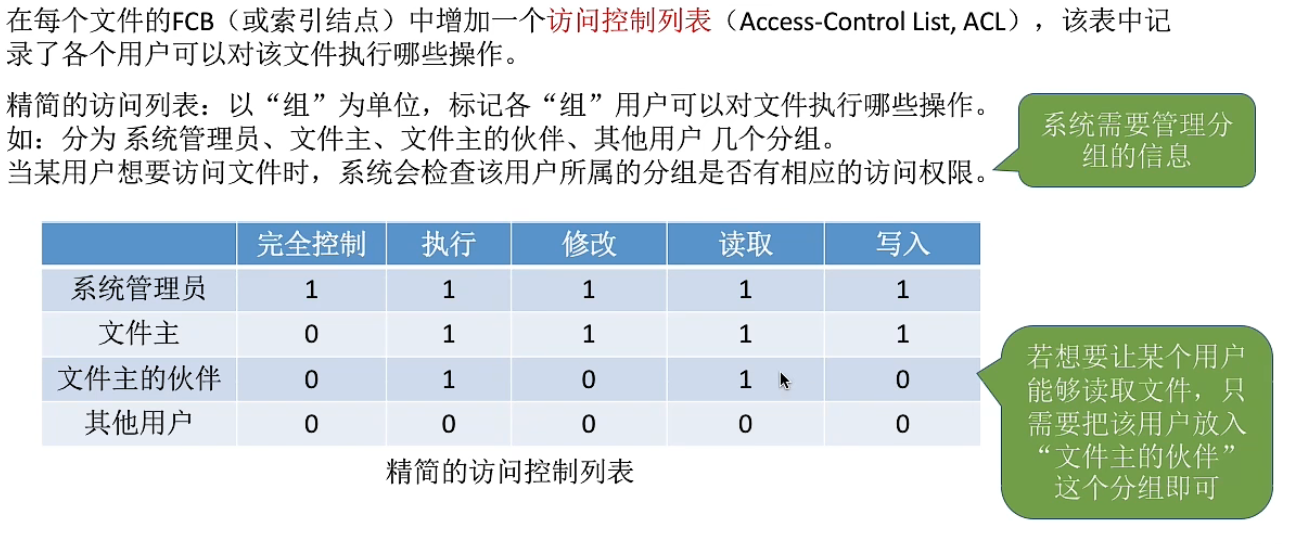 在每个文件的FCB（或索引结点）中增加一个访问控制列表（Access-Control List, ACL），该表中记
录了各个用户可以对该文件执行哪些操作。
精简的访问列表：以“组”为单位，标记各“组”用户可以对文件执行哪些操作。
如：分为 系统管理员、文件主、文件主的伙伴、其他用户 几个分组。
当某用户想要访问文件时，系统会检查该用户所属的分组是否有相应的访问权限。
系统需要管理分
组的信息
完全控制 执行 修改 读取 写入
系统管理员 1 1 1 1 1
文件主 0 1 1 1 1
文件主的伙伴 0 1 0 1 0
其他用户 0 0 0 0 0
精简的访问控制列表
若想要让某个用户
能够读取文件，只
需要把该用户放入
“文件主的伙伴”
这个分组即可